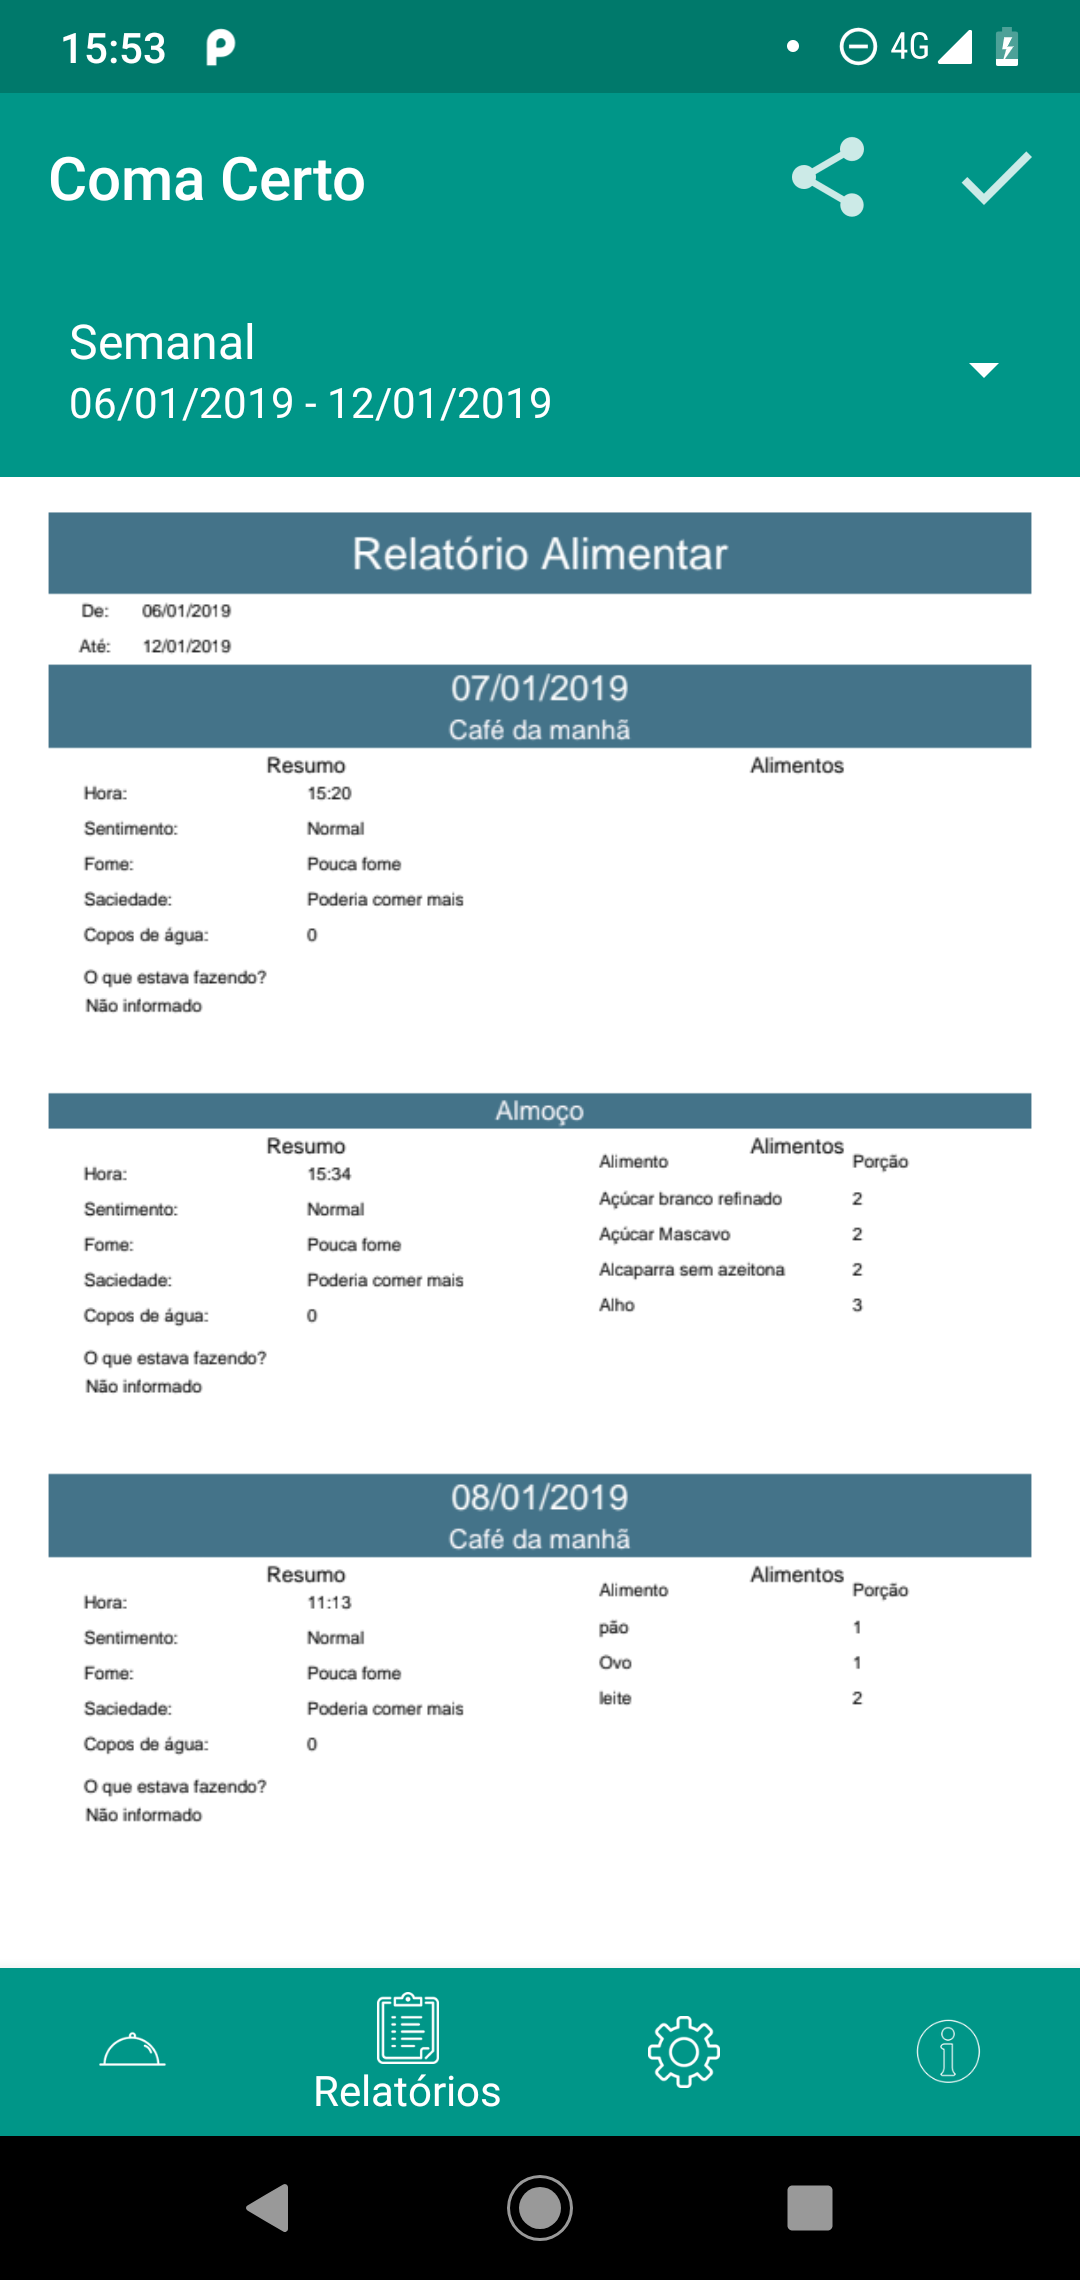 15:53
4G
Coma Certo
Semanal
06/01/2019 - 12/01/2019
Relatório Alimentar
De: 06/01/2019
Até: 12/01/2019
07/01/2019
Café da manhã
Resumo Alimentos
Hora: 15:20
Sentimento: Normal
Fome: Pouca fome
Saciedade: Poderia comer mais
Copos de água: 0
O que estava fazendo?
Não informado
Almoço
Resumo Alimentos
Alimento Porção
Hora: 15:34
Açúcar branco refinado 2
Sentimento: Normal
Açúcar Mascavo 2
Fome: Pouca fome
Alcaparra sem azeitona 2
Saciedade: Poderia comer mais
Alho 3
Copos de água: 0
O que estava fazendo?
Não informado
08/01/2019
Café da manhã
Resumo Alimentos
Alimento Porção
Hora: 11:13
pão 1
Sentimento: Normal
Ovo 1
Fome: Pouca fome
leite 2
Saciedade: Poderia comer mais
Copos de água: 0
O que estava fazendo?
Não informado
Relatórios